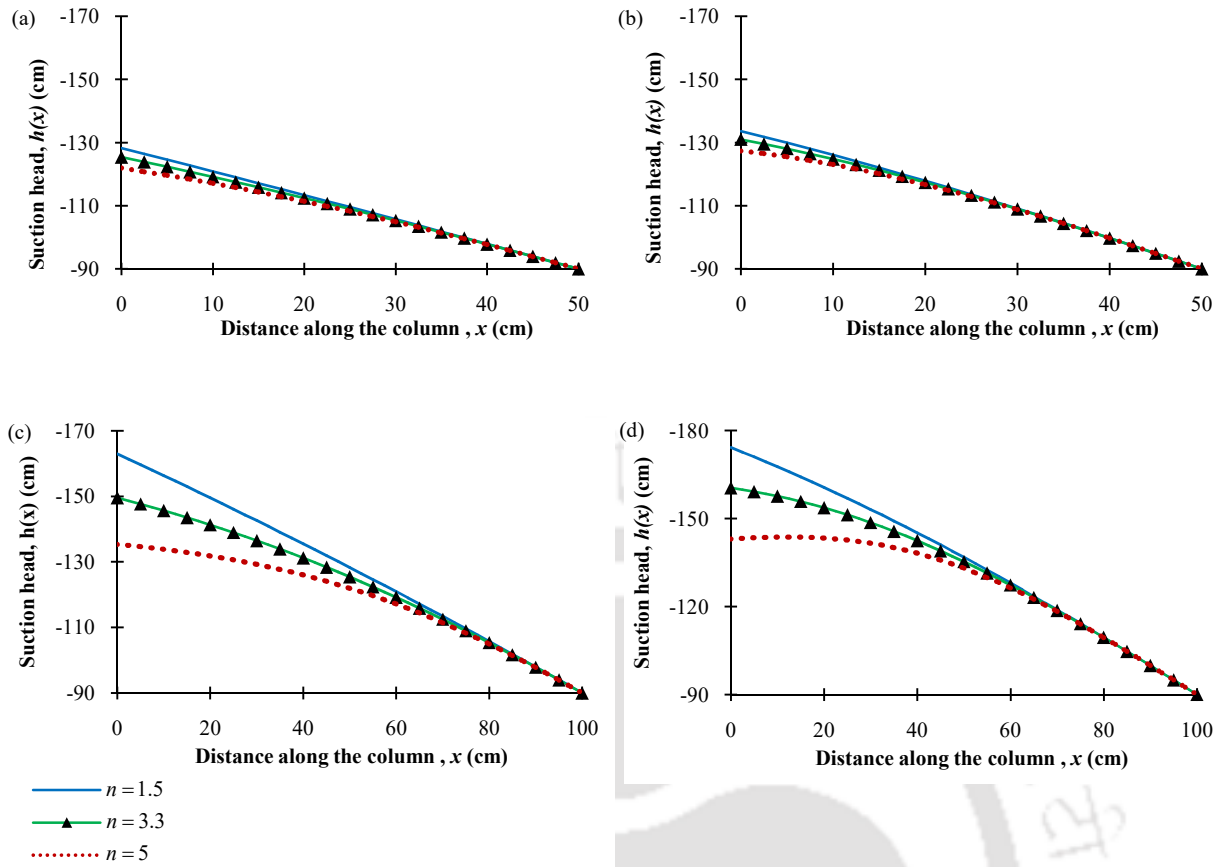 (a)
Suction head, h(x) (cm)
-170
-150
-130
-110
-90
0 10 20 30 40 50
Distance along the column , x (cm)
(b)
Suction head, h(x) (cm)
-170
-150
-130
-110
-90
0 10 20 30 40 50
Distance along the column , x (cm)
(c)
Suction head, h(x) (cm)
-170
-150
-130
-110
-90
0 20 40 60 80 100
Distance along the column , x (cm)
(d)
Suction head, h(x) (cm)
-180
-150
-120
-90
0 20 40 60 80 100
Distance along the column , x (cm)
n = 1.5
n = 3.3
n = 5